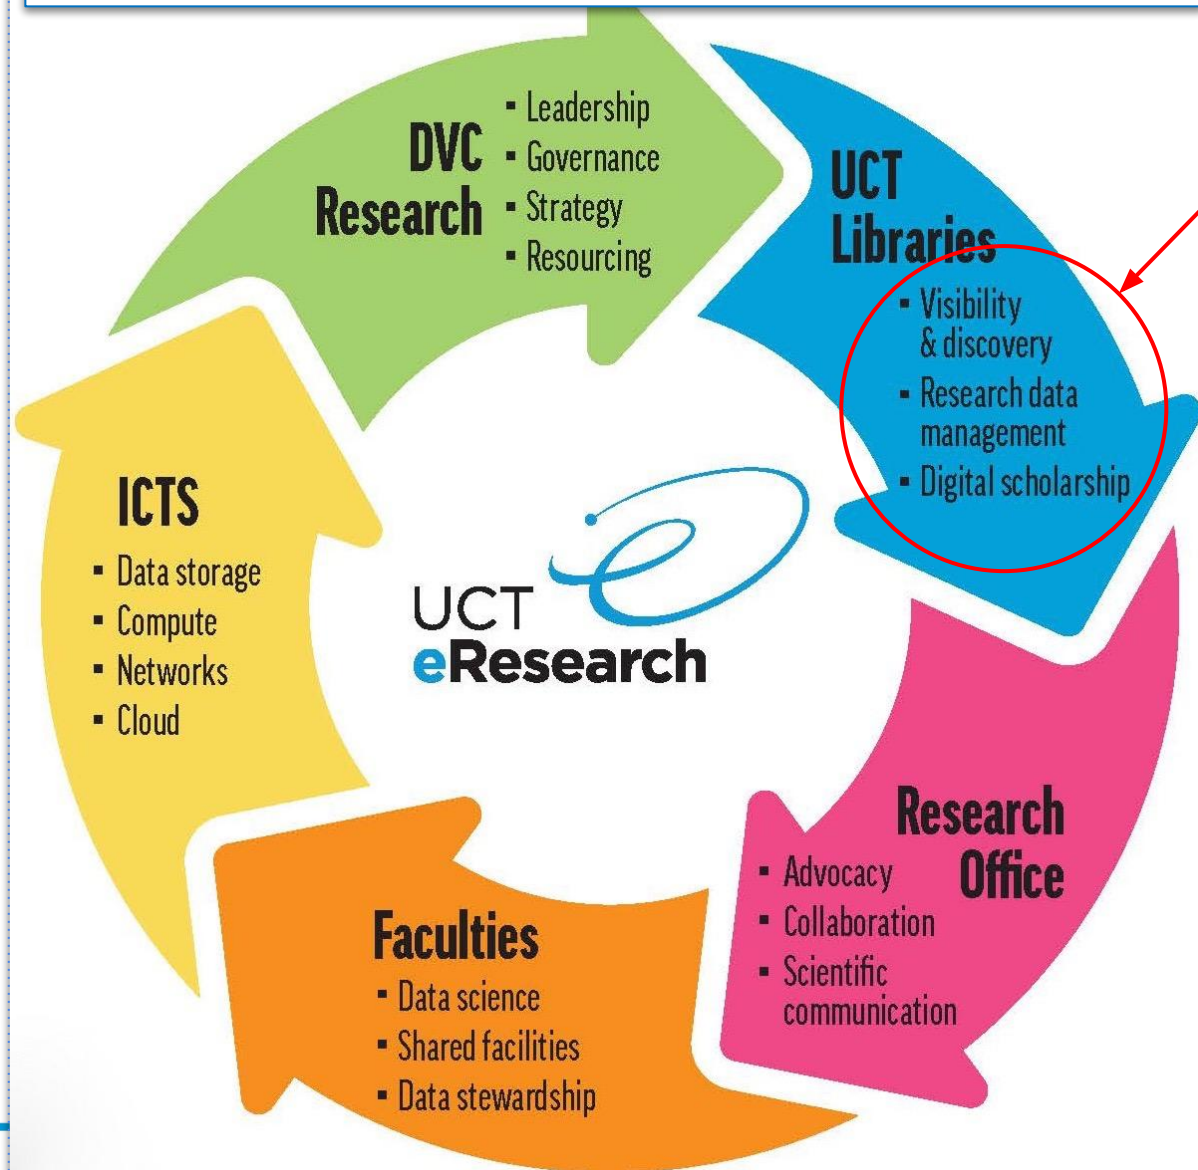 DVC
Research
▪ Leadership
▪ Governance
▪ Strategy
▪ Resourcing
UCT
Libraries
▪ Visibility
& discovery
▪ Research data
management
▪ Digital scholarship
Research
Office
▪ Advocacy
▪ Collaboration
▪ Scientific
communication
Faculties
▪ Data science
▪ Shared facilities
▪ Data stewardship
ICTS
▪ Data storage
▪ Compute
▪ Networks
▪ Cloud
UCT
eResearch